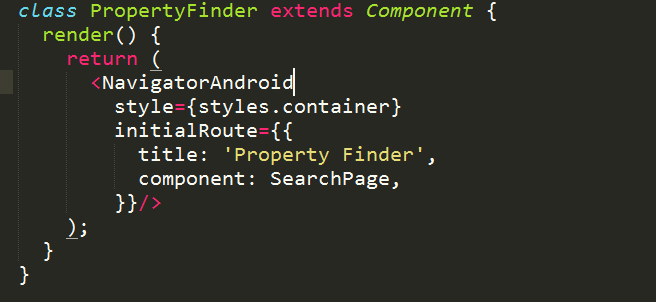 class PropertyFinder extends Component {
  render() {
    return (
      <NavigatorAndroid
        style={styles.container}
        initialRoute={{
          title: 'Property Finder',
          component: SearchPage,
        }}/>
    );
  }
}